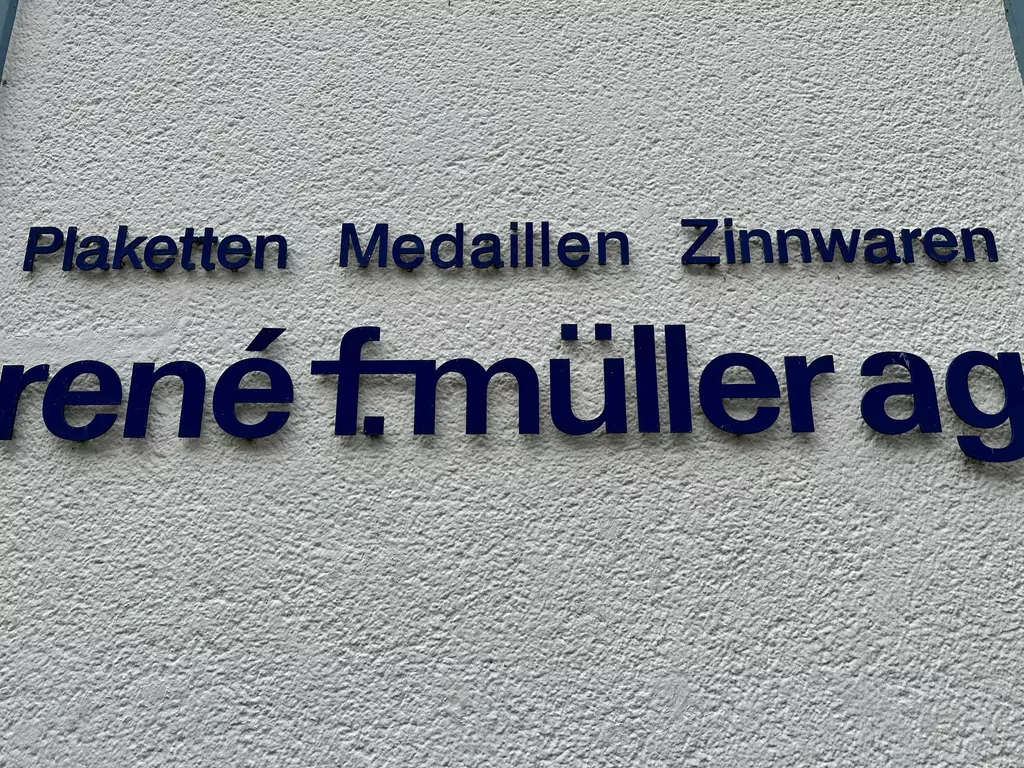 Plaketten Medaillen Zinnwaren
rené f.müller ag